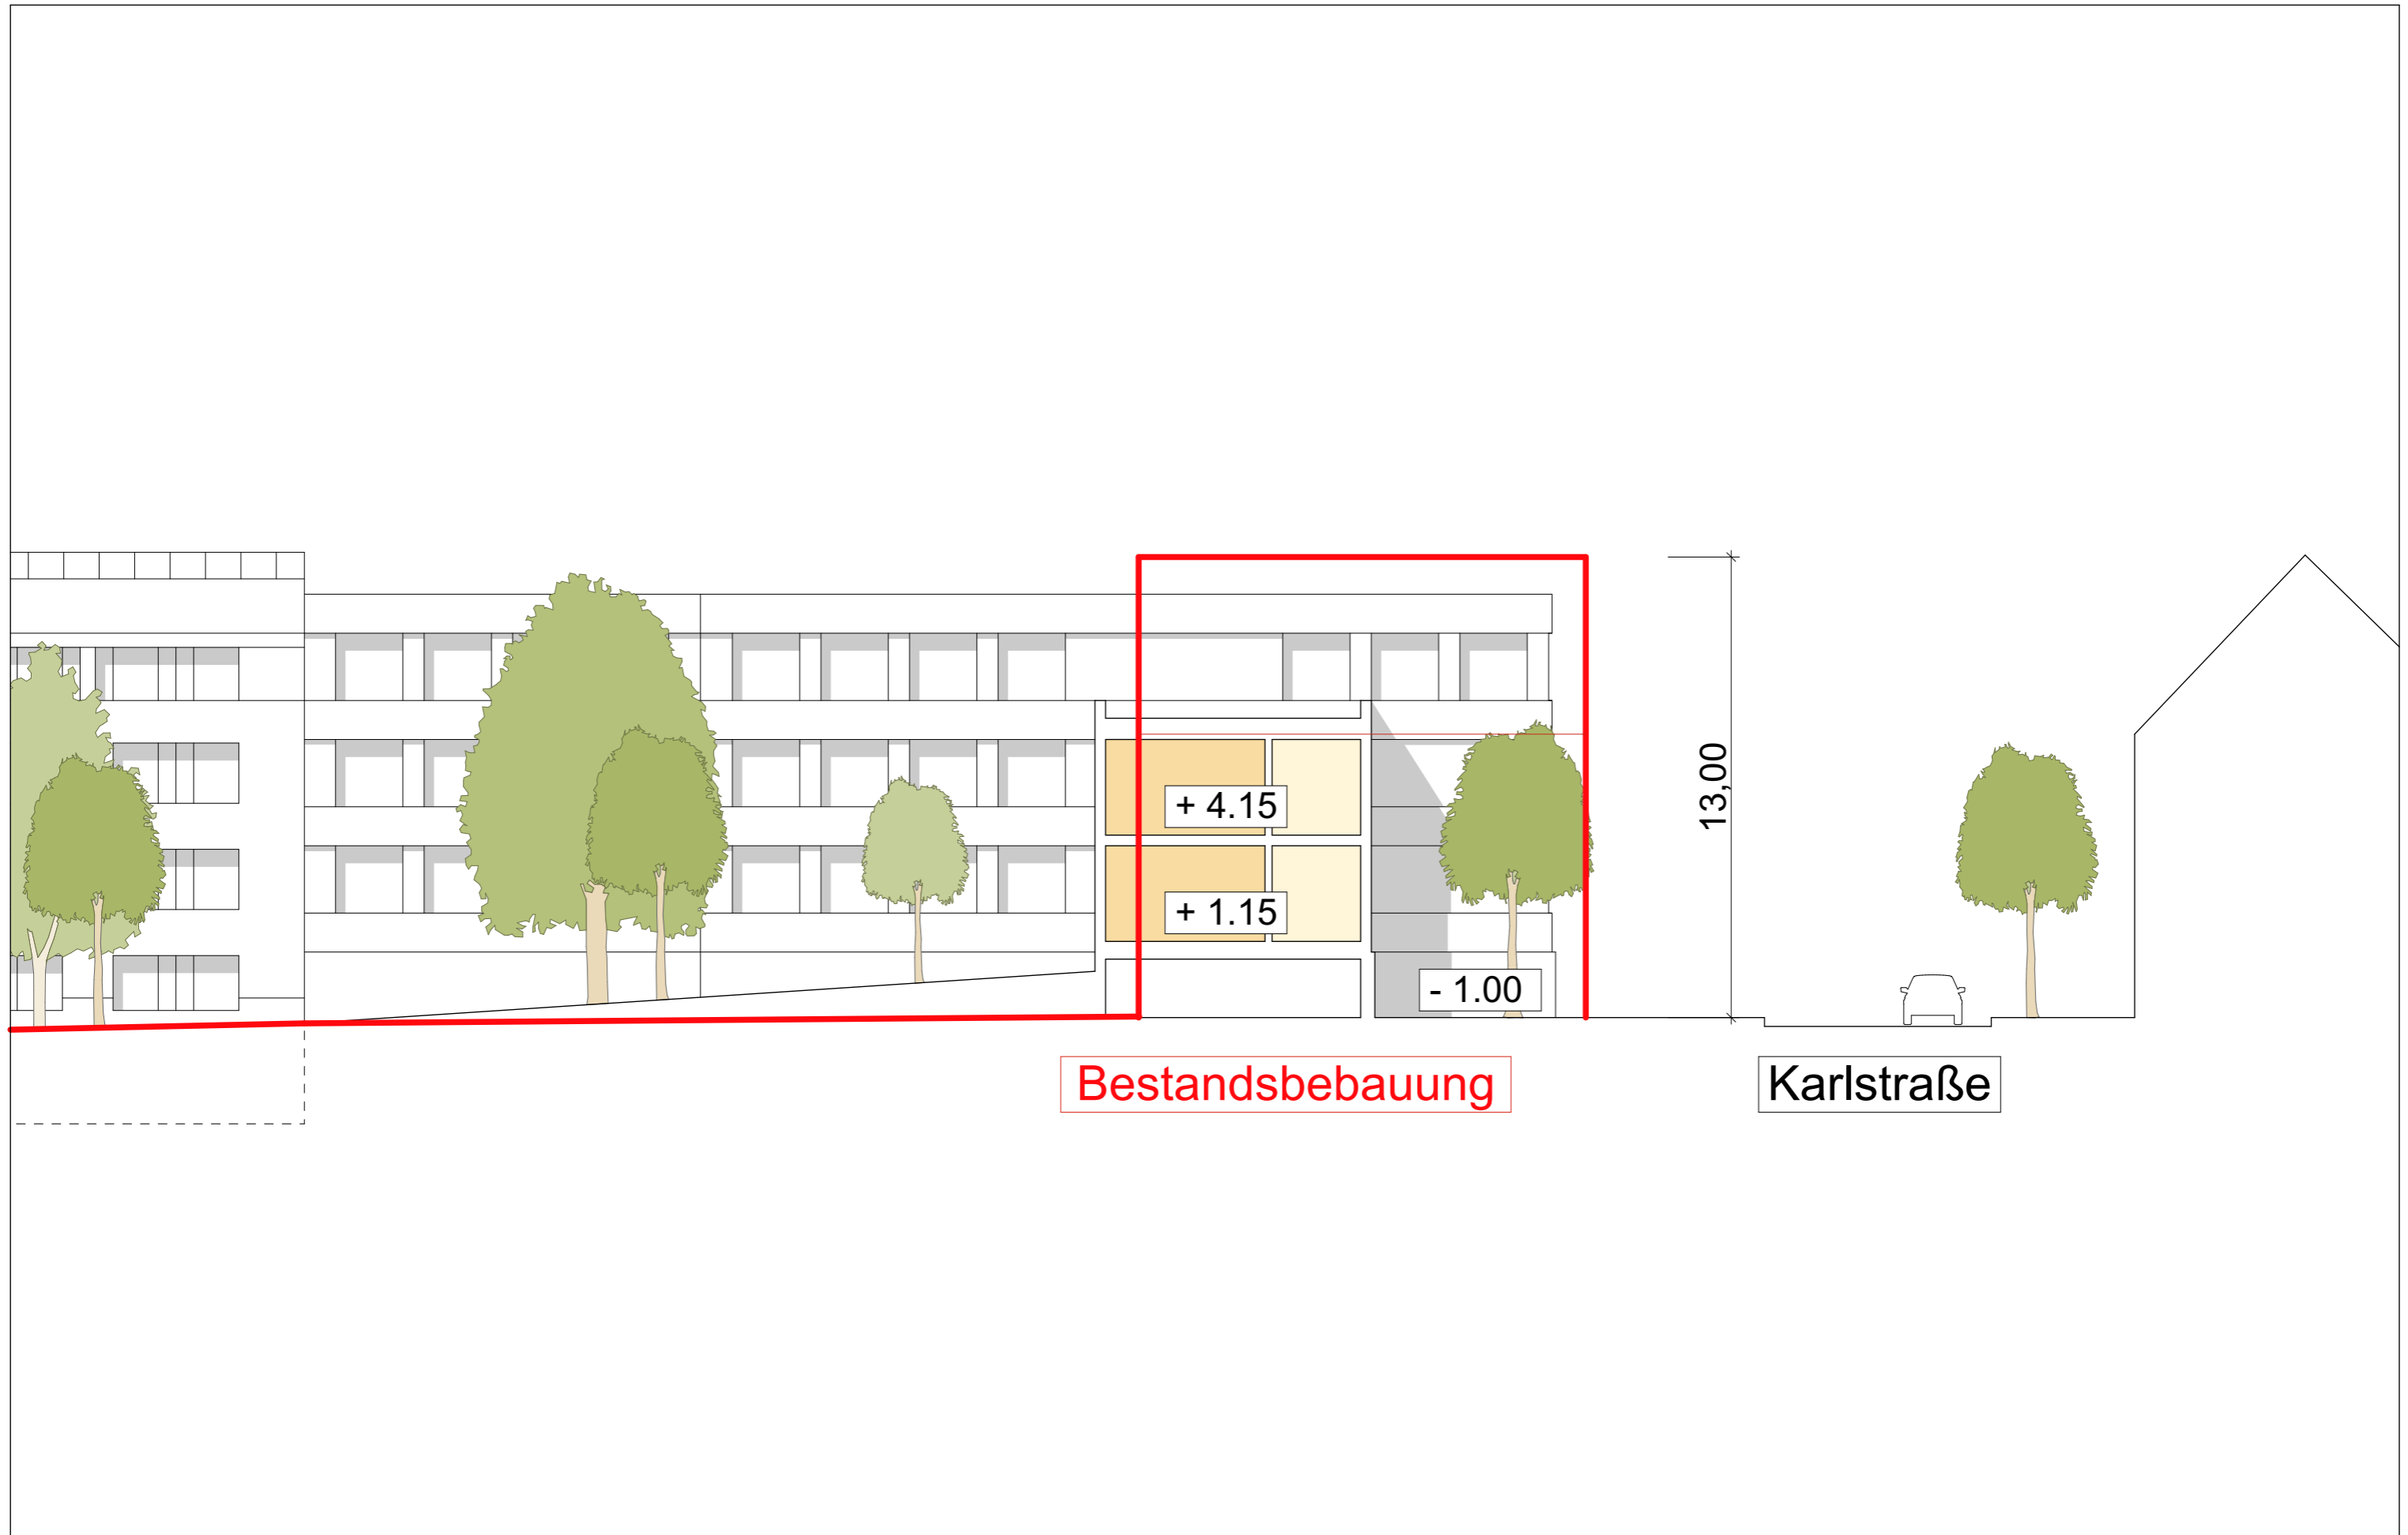 + 4.15
13,00
+ 1.15
- 1.00
Bestandsbebauung
Karlstraße